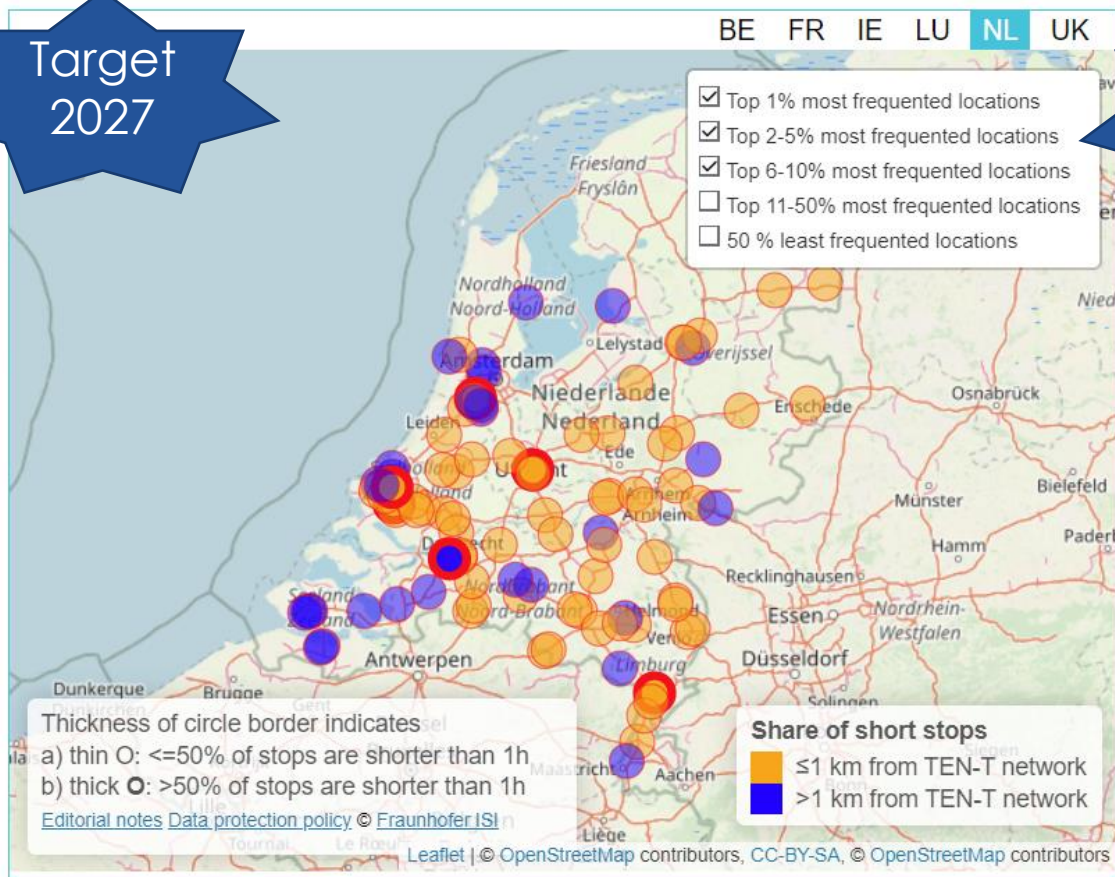 Target
2027
BE FR IE LU NL UK
Top 1% most frequented locations
Top 2-5% most frequented locations
Top 6-10% most frequented locations
Top 11-50% most frequented locations
50 % least frequented locations
Friesland
Fryslân
Nordholland
Noord-Holland
Lelystad
Amsterdam
Niederlande
Nederland
Enschede
Osnabrück
Leiden
Ede
Münster
Bielefeld
Arnheim
Hamm
Recklinghausen
Essen
Nordrhein-
Westfalen
Nordbrabant
Noord-Brabant
Helmond
Antwerpen
Limburg
Düsseldorf
Dunkerque
Brugge
Solingen
Thickness of circle border indicates
a) thin O: <=50% of stops are shorter than 1h
b) thick O: >50% of stops are shorter than 1h
Editorial notes Data protection policy © Fraunhofer ISI
Maastricht
Aachen
Liège
Share of short stops
≤1 km from TEN-T network
>1 km from TEN-T network
Leaflet | © OpenStreetMap contributors, CC-BY-SA, © OpenStreetMap contributors